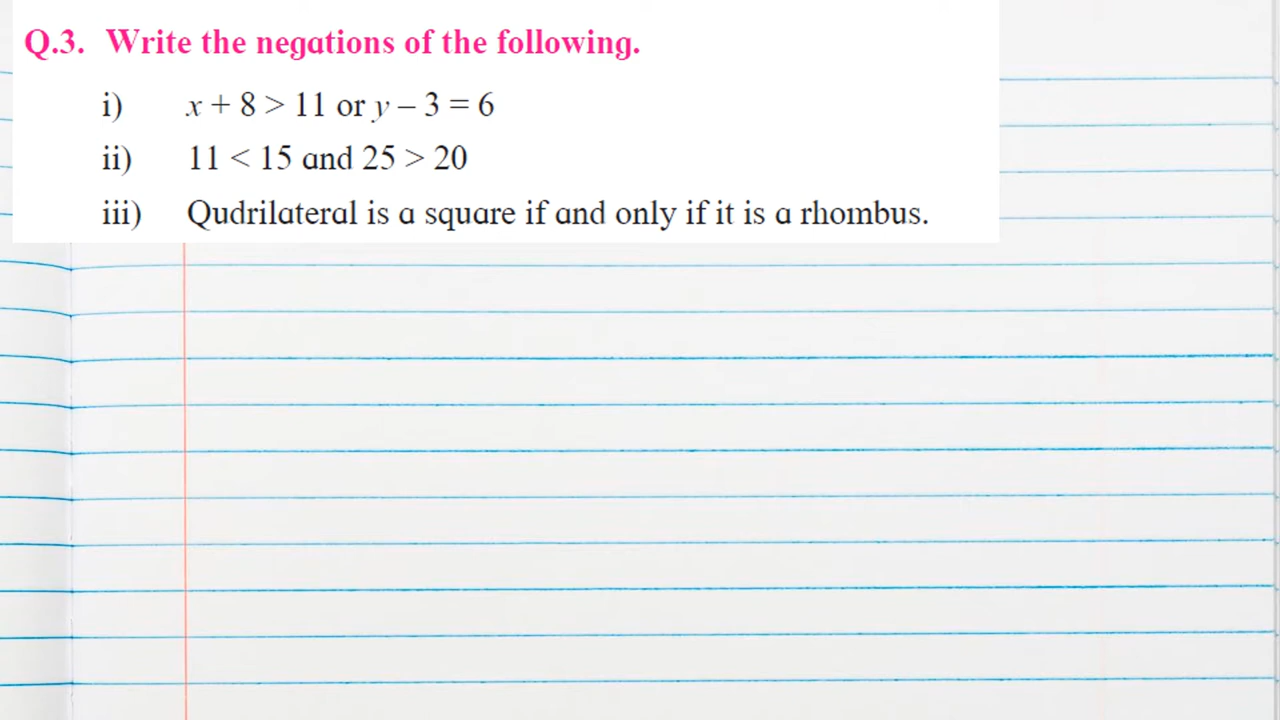 Q.3. Write the negations of the following.
i) x + 8 > 11 or y – 3 = 6
ii) 11 < 15 and 25 > 20
iii) Qudrilateral is a square if and only if it is a rhombus.